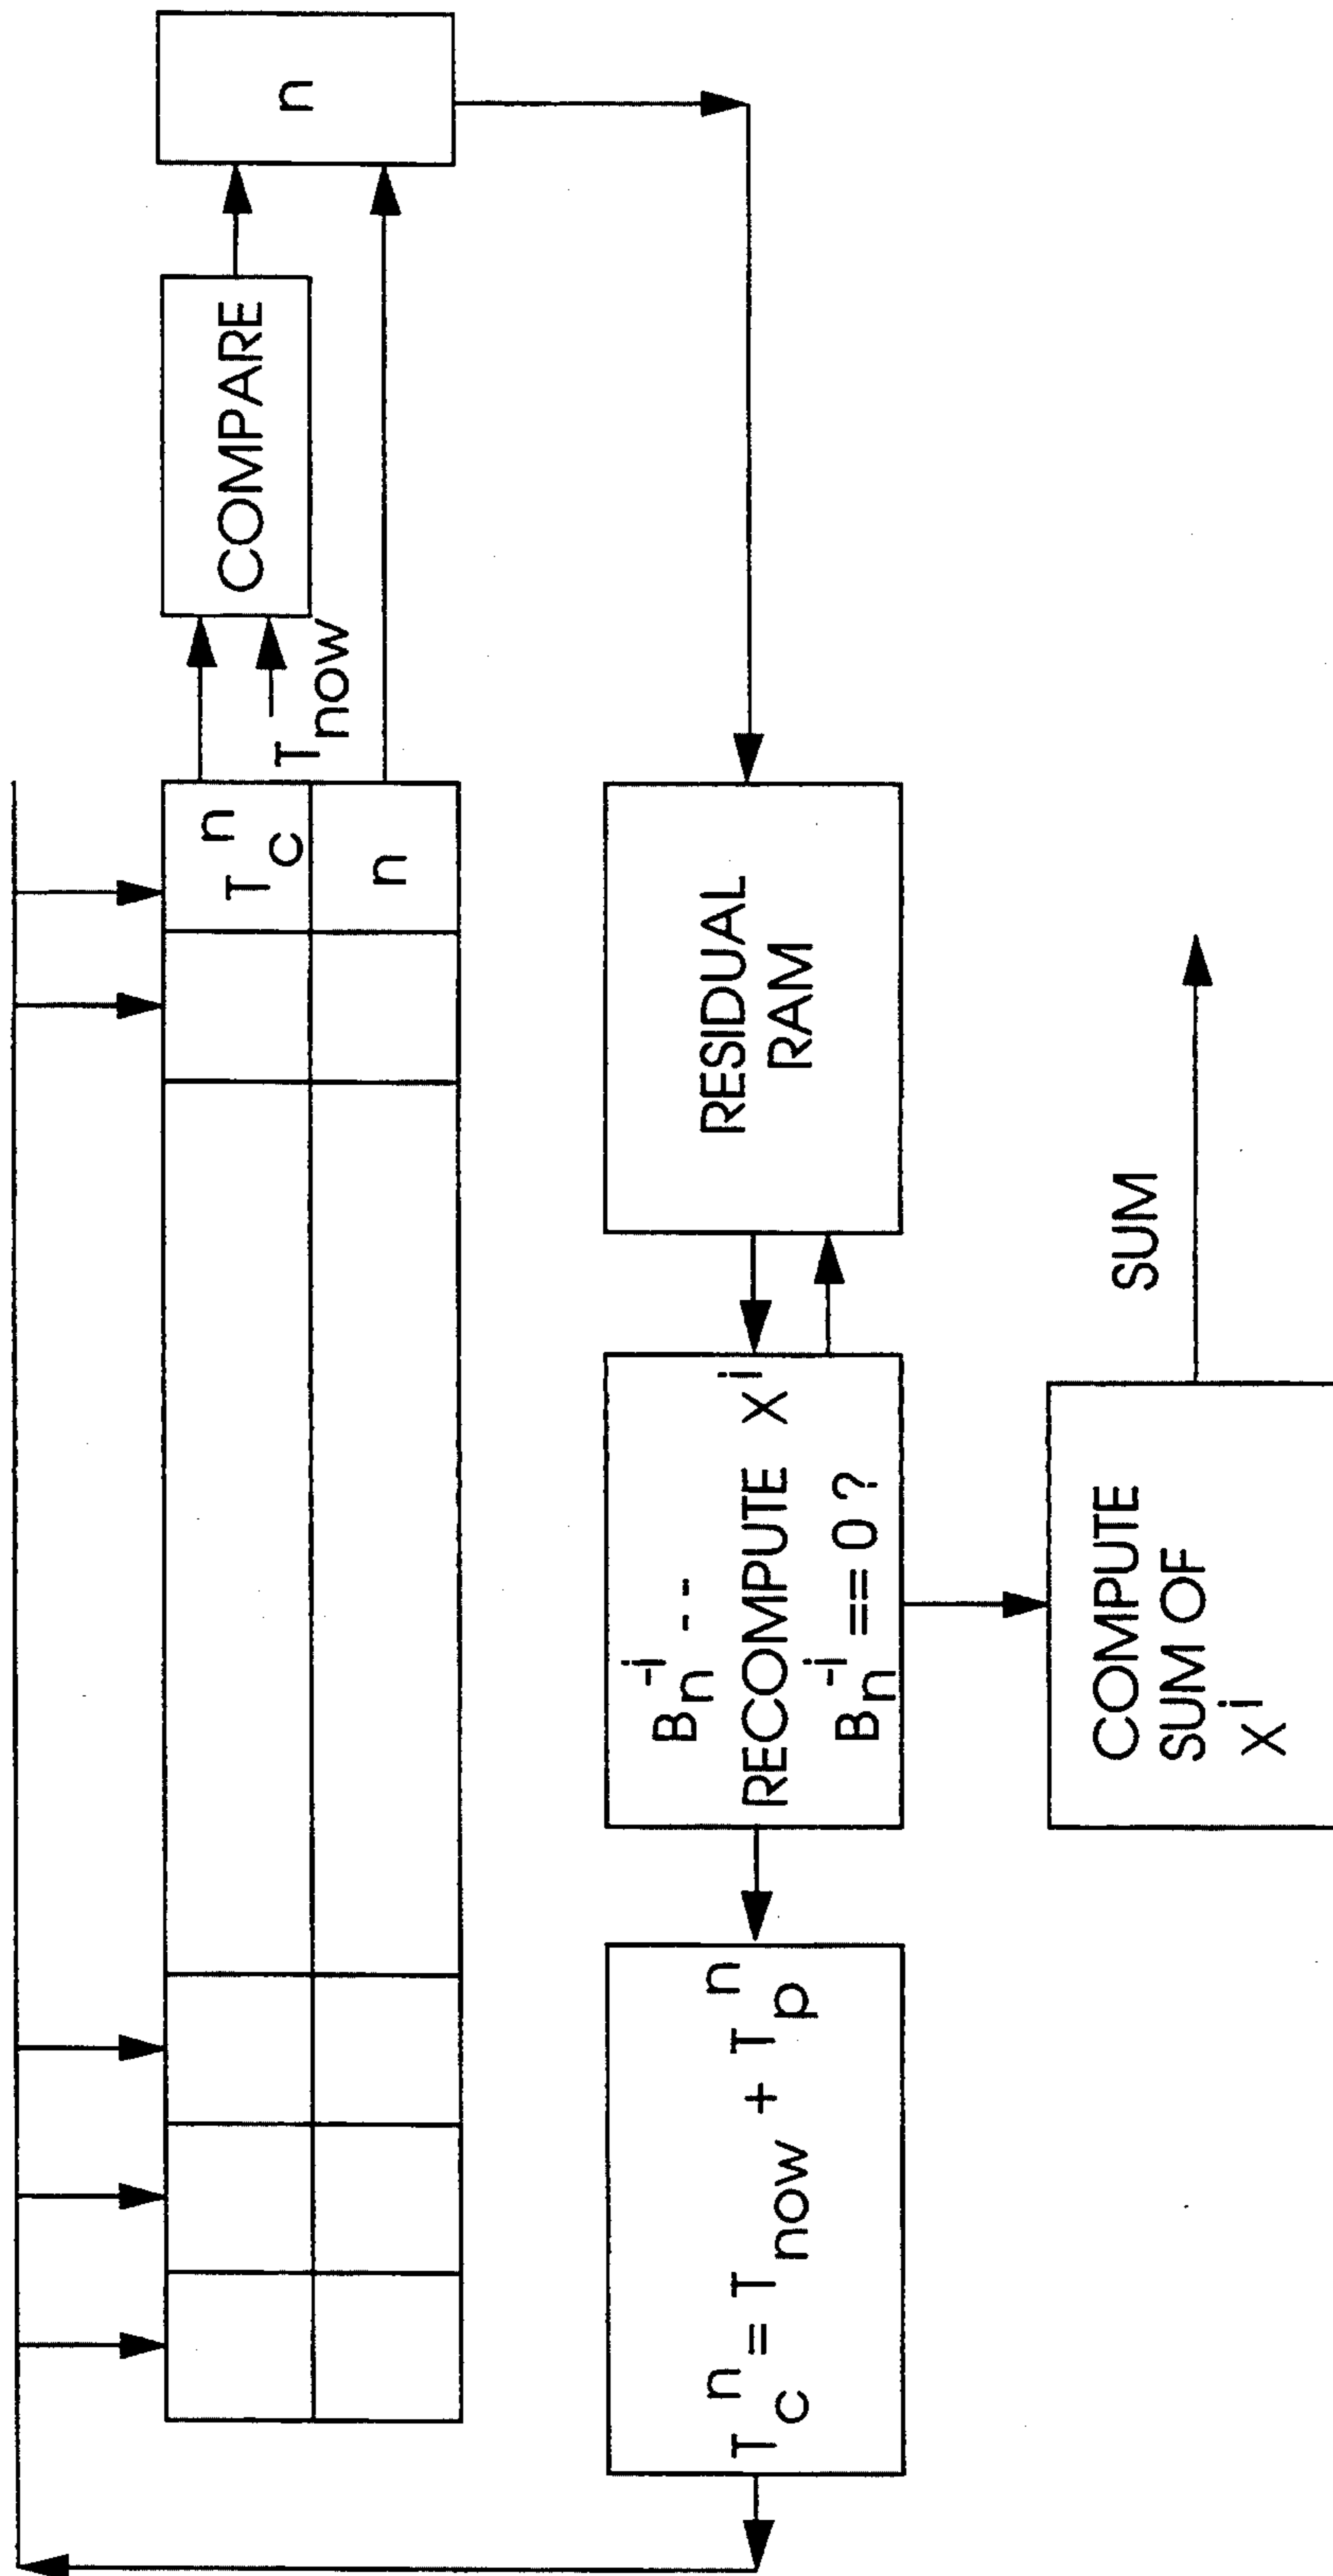 n
COMPARE
T_now
T_c^n
n
RESIDUAL
RAM
B_n^-i --
RECOMPUTE X^i
B_n^-i == 0 ?
T_c^n = T_now + T_p^n
COMPUTE
SUM OF
X^i
SUM